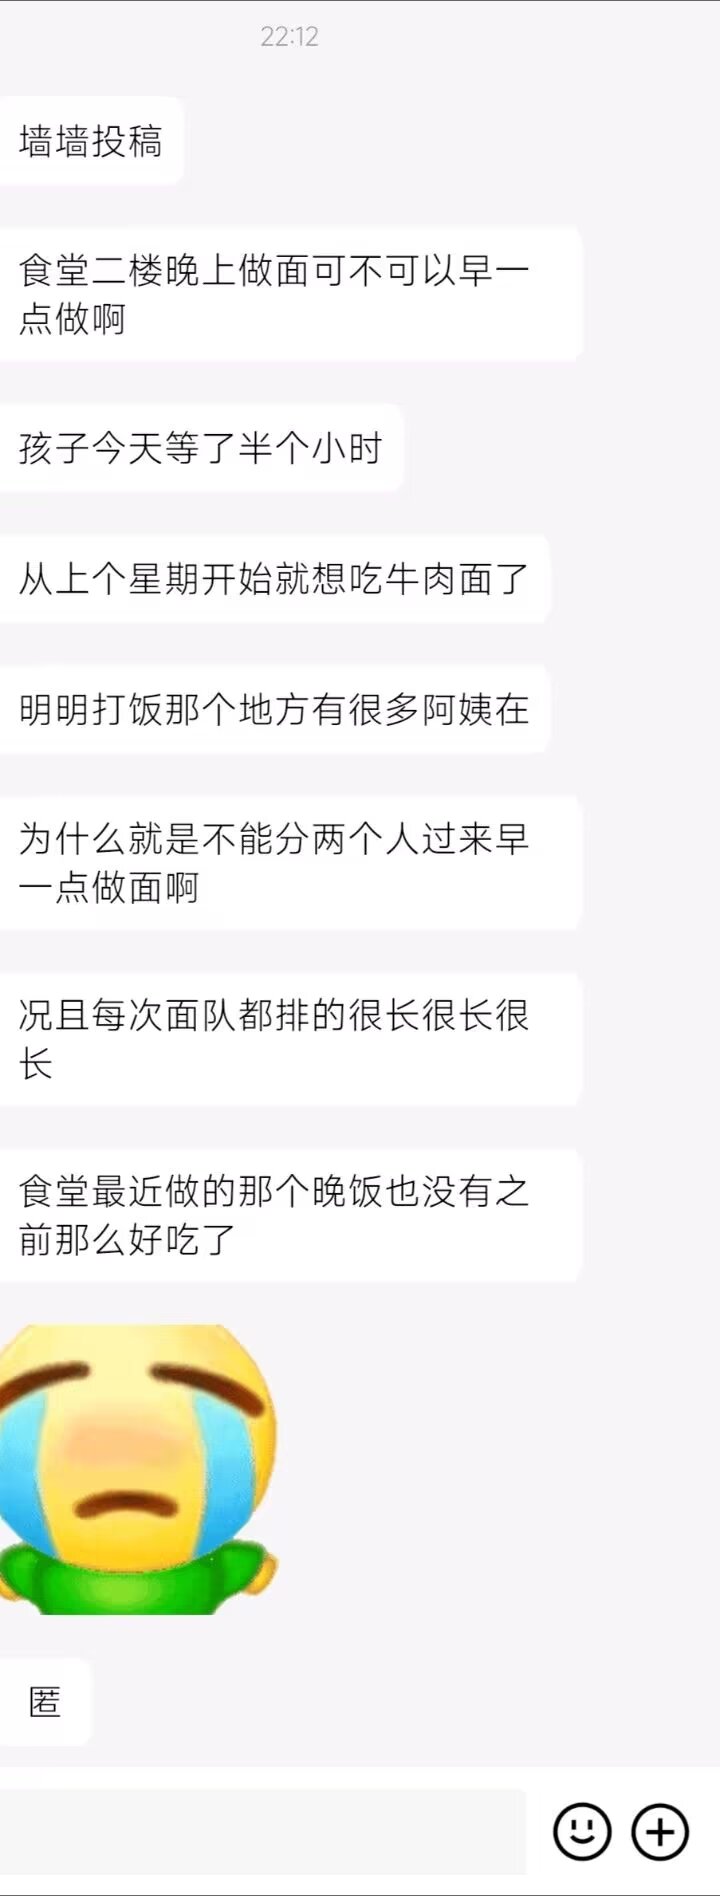 22:12
墙墙投稿
食堂二楼晚上做面可不可以早一
点做啊
孩子今天等了半个小时
从上个星期开始就想吃牛肉面了
明明打饭那个地方有很多阿姨在
为什么就是不能分两个人过来早
一点做面啊
况且每次面队都排的很长很长很
长
食堂最近做的那个晚饭也没有之
前那么好吃了
匿